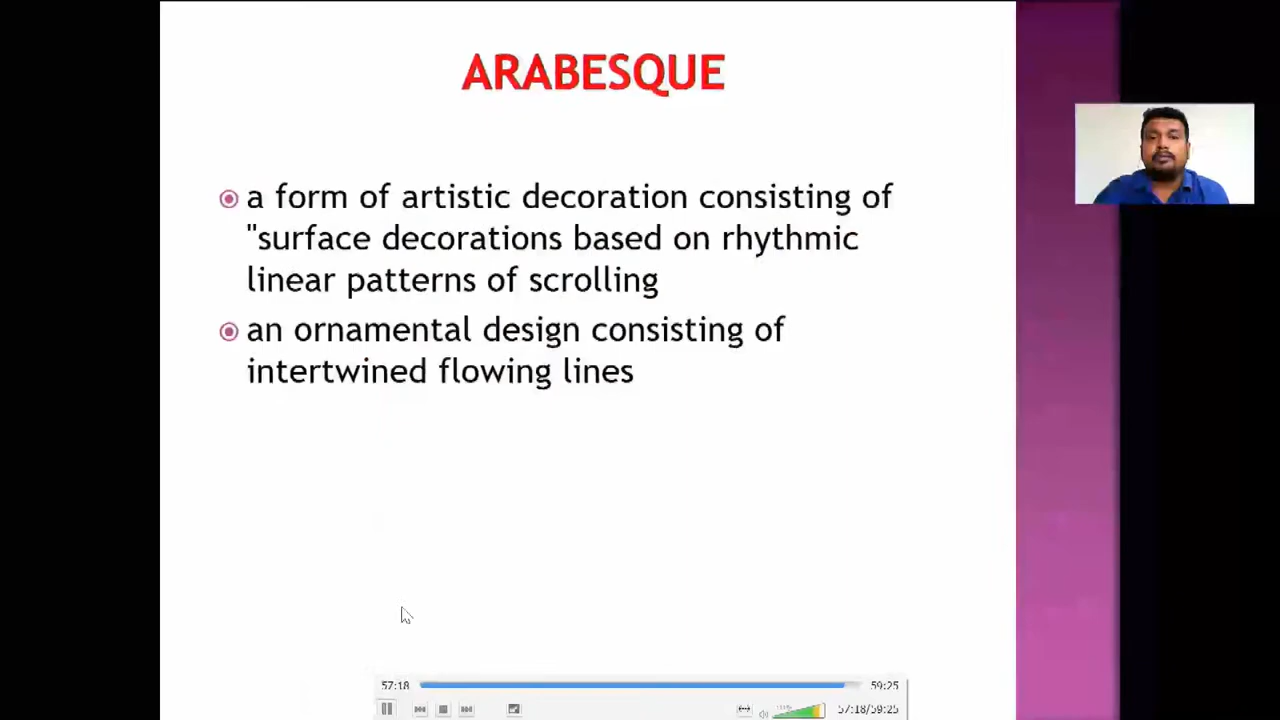 ARABESQUE
a form of artistic decoration consisting of
"surface decorations based on rhythmic
linear patterns of scrolling
an ornamental design consisting of
intertwined flowing lines
57:18
59:25
57:18/59:25